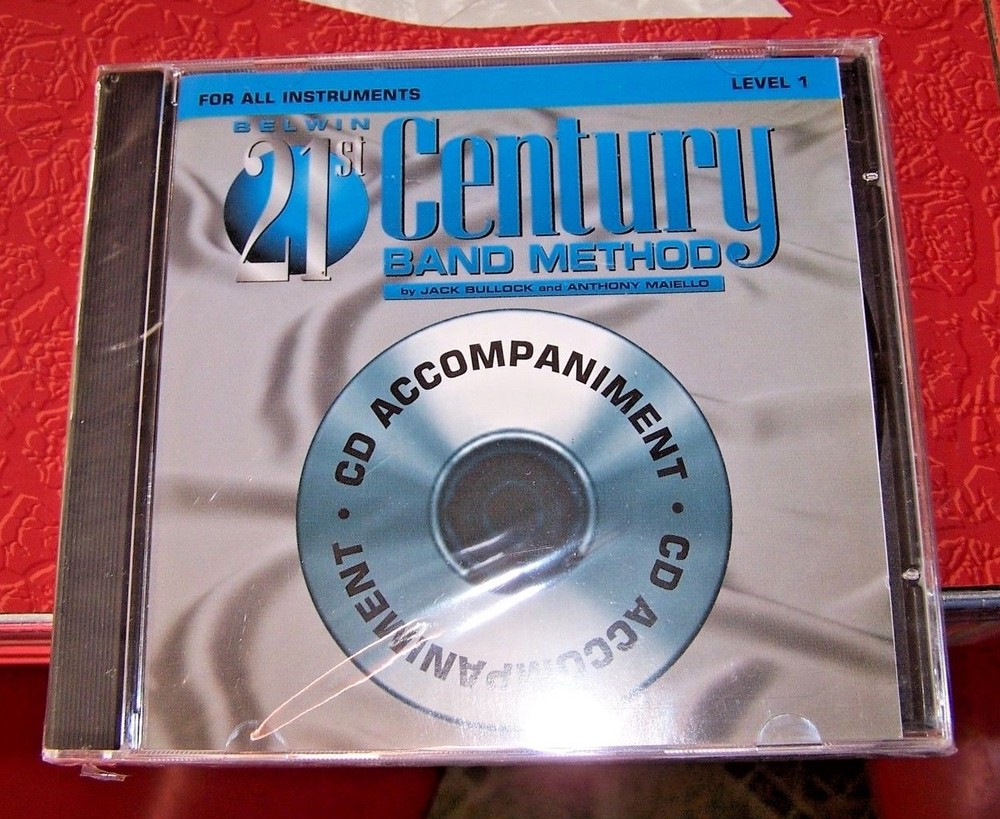 FOR ALL INSTRUMENTS
LEVEL 1
BELWIN
21st Century
BAND METHOD
by JACK BULLOCK and ANTHONY MAIELLO
CD ACCOMPANIMENT • CD ACCOMPANIMENT •